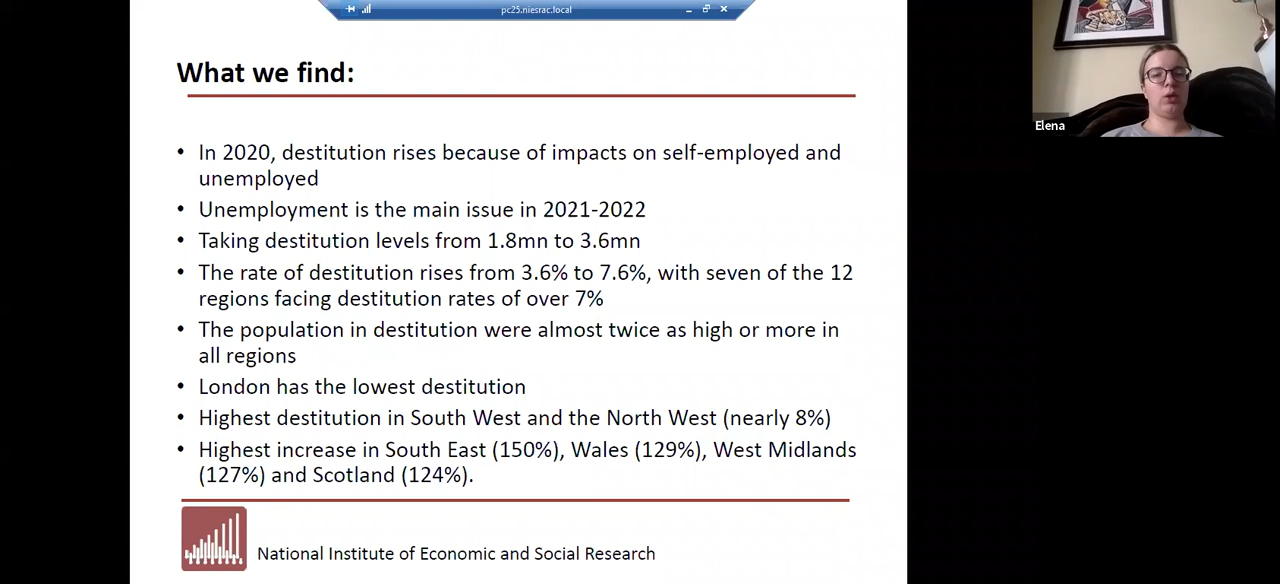 pc25.niesrac.local
What we find:
• In 2020, destitution rises because of impacts on self-employed and
unemployed
• Unemployment is the main issue in 2021-2022
• Taking destitution levels from 1.8mn to 3.6mn
• The rate of destitution rises from 3.6% to 7.6%, with seven of the 12
regions facing destitution rates of over 7%
• The population in destitution were almost twice as high or more in
all regions
• London has the lowest destitution
• Highest destitution in South West and the North West (nearly 8%)
• Highest increase in South East (150%), Wales (129%), West Midlands
(127%) and Scotland (124%).
National Institute of Economic and Social Research
Elena